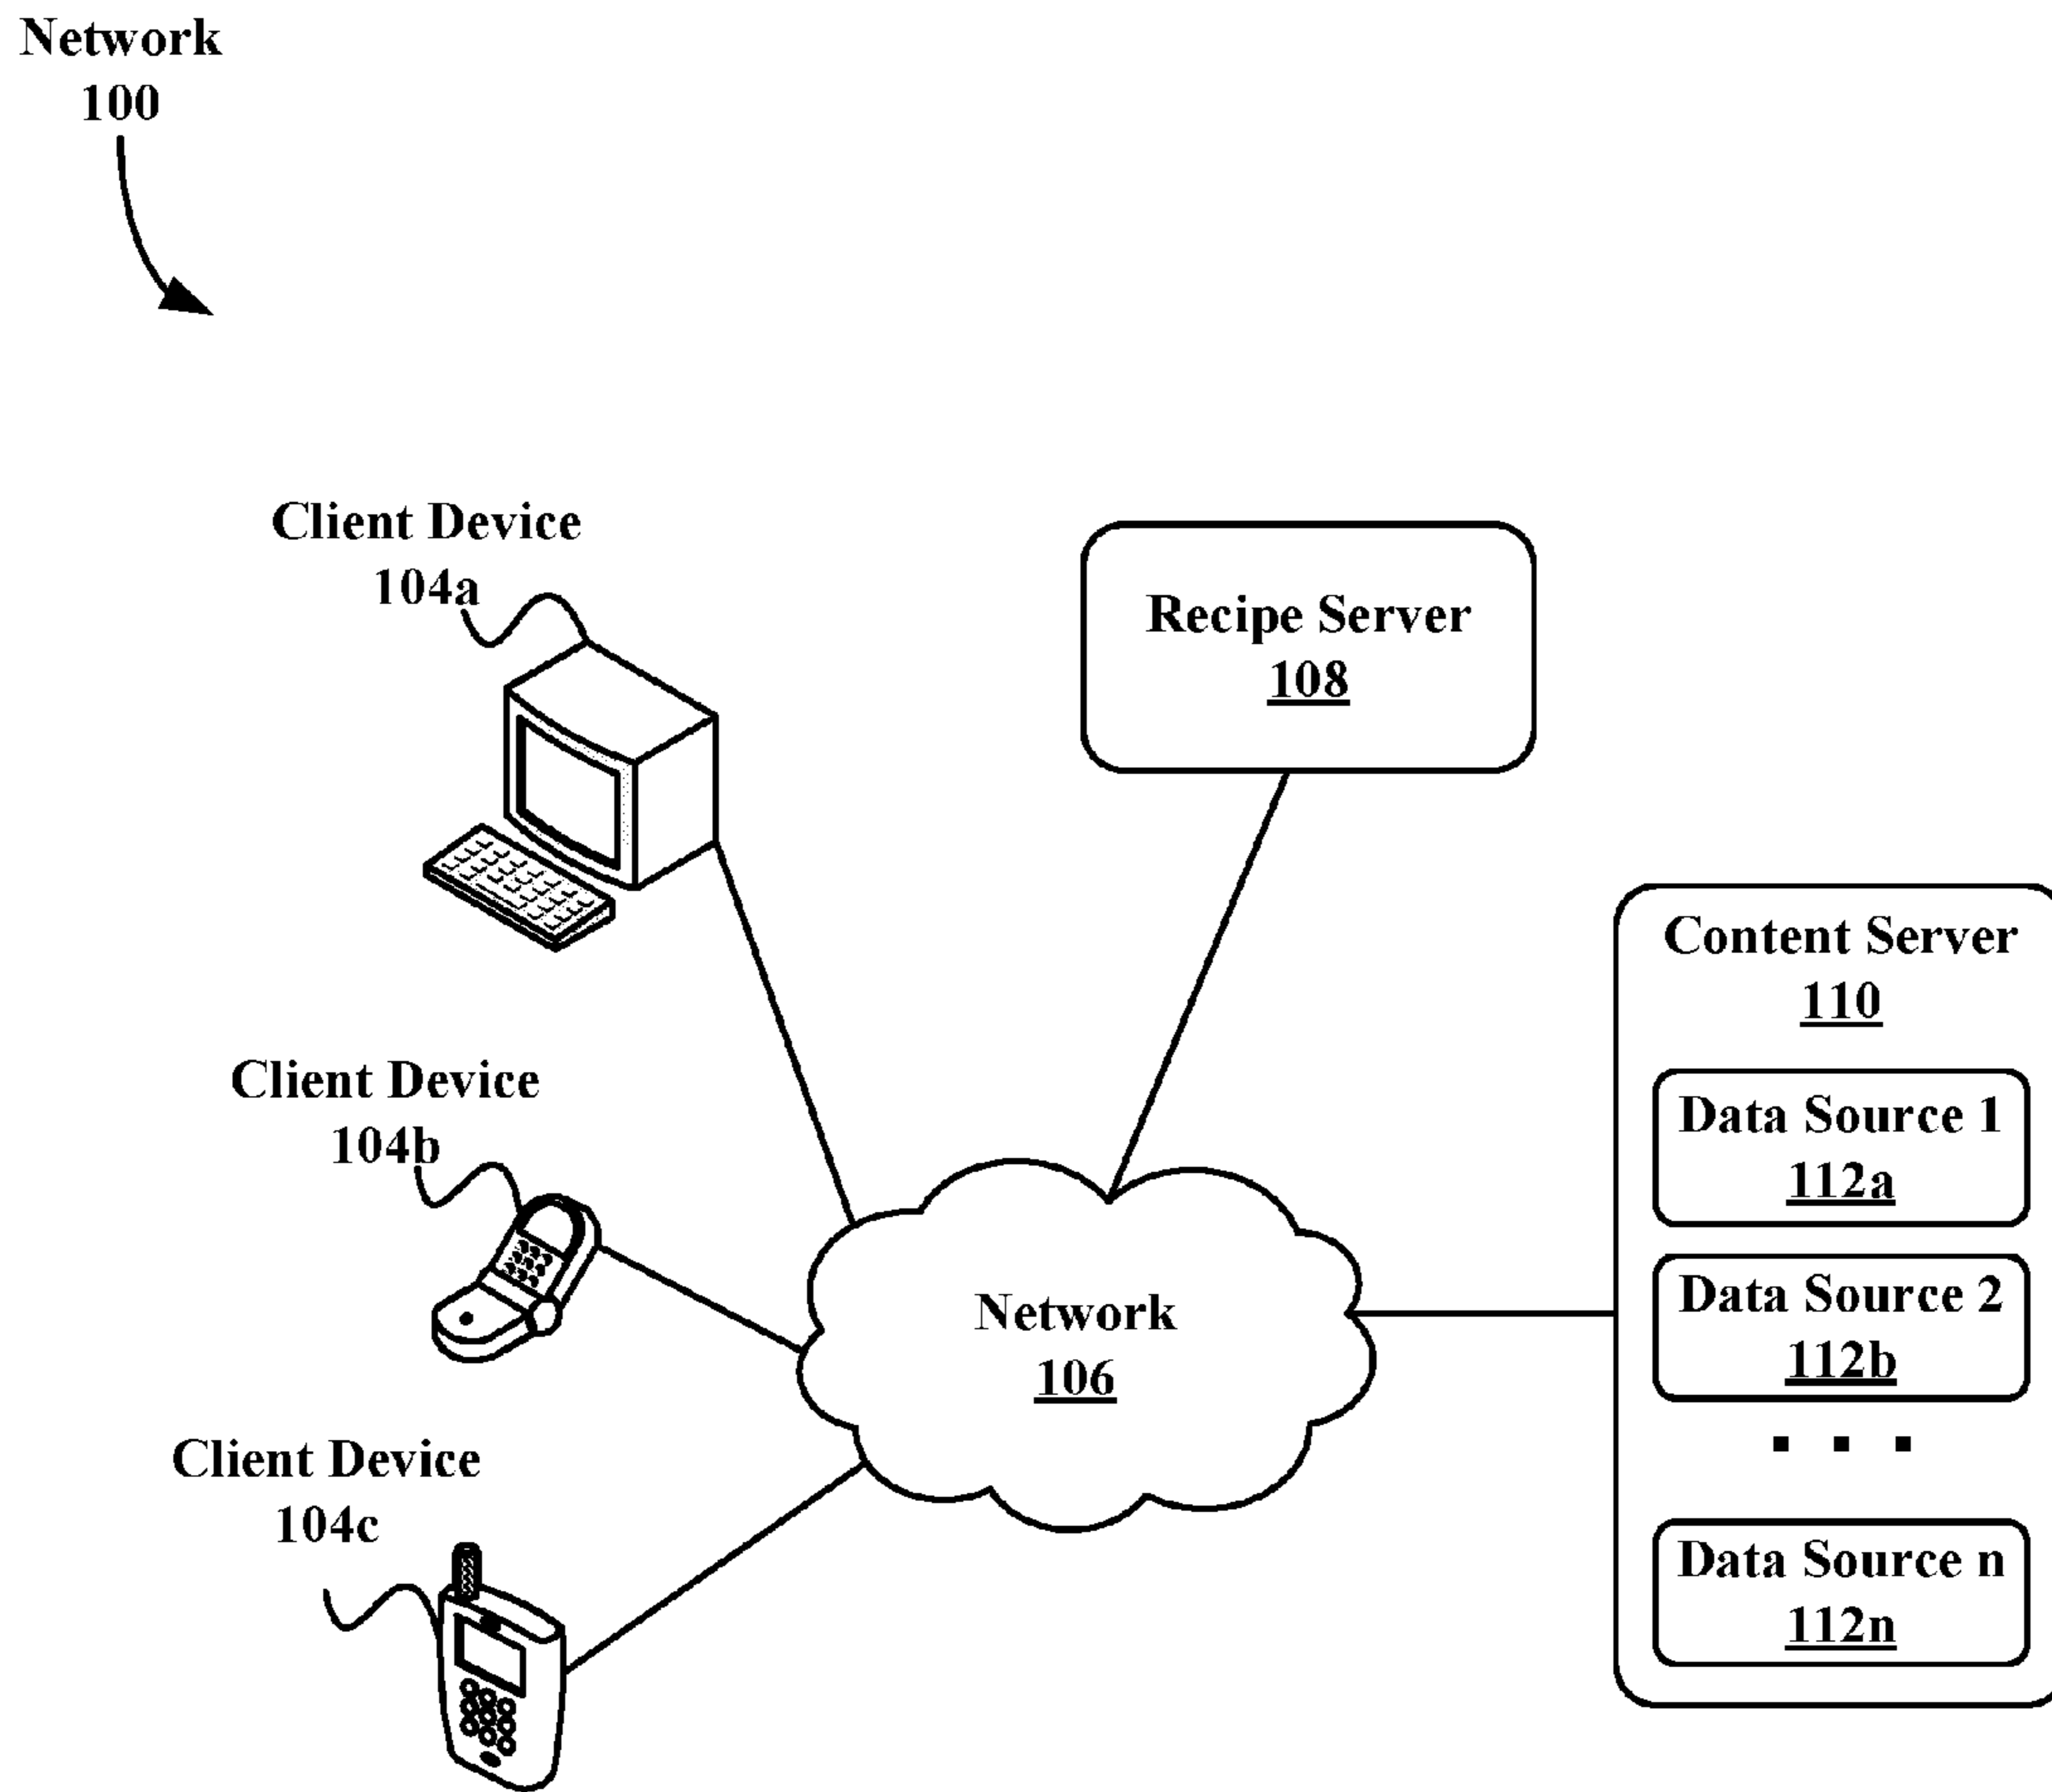 Network
100
Client Device
104a
Recipe Server
108
Content Server
110
Data Source 1
112a
Data Source 2
112b
. . .
Data Source n
112n
Client Device
104b
Network
106
Client Device
104c